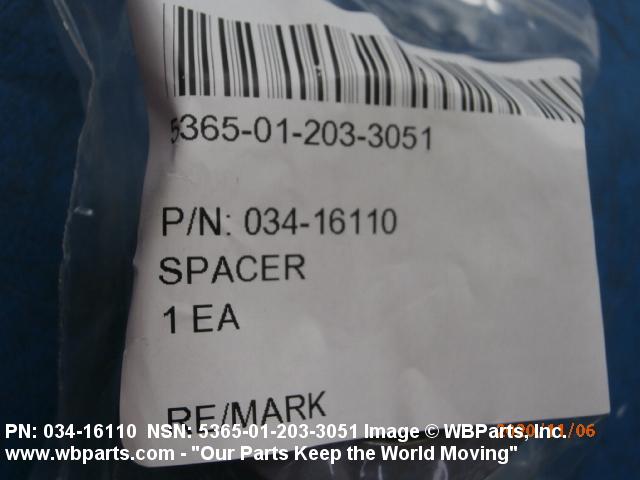 5365-01-203-3051
P/N: 034-16110
SPACER
1 EA
RE/MARK
PN: 034-16110 NSN: 5365-01-203-3051 Image © WBParts, Inc.
www.wbparts.com - "Our Parts Keep the World Moving"